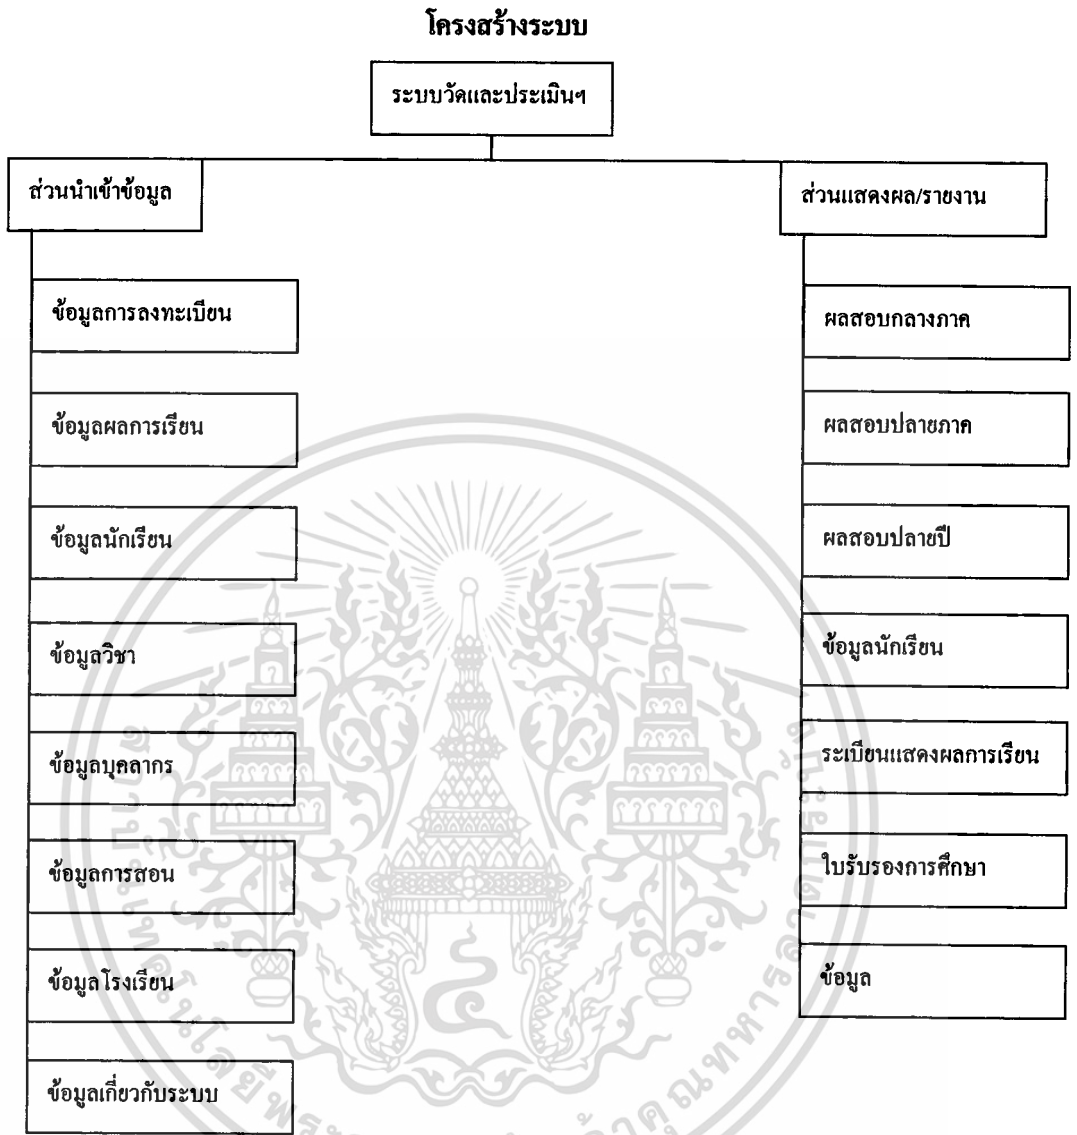 โครงสร้างระบบ
ระบบวัดและประเมินฯ
ส่วนนำเข้าข้อมูล
ข้อมูลการลงทะเบียน
ข้อมูลผลการเรียน
ข้อมูลนักเรียน
ข้อมูลวิชา
ข้อมูลบุคลากร
ข้อมูลการสอน
ข้อมูลโรงเรียน
ข้อมูลเกี่ยวกับระบบ
ส่วนแสดงผล/รายงาน
ผลสอบกลางภาค
ผลสอบปลายภาค
ผลสอบปลายปี
ข้อมูลนักเรียน
ระเบียนแสดงผลการเรียน
ใบรับรองการศึกษา
ข้อมูล